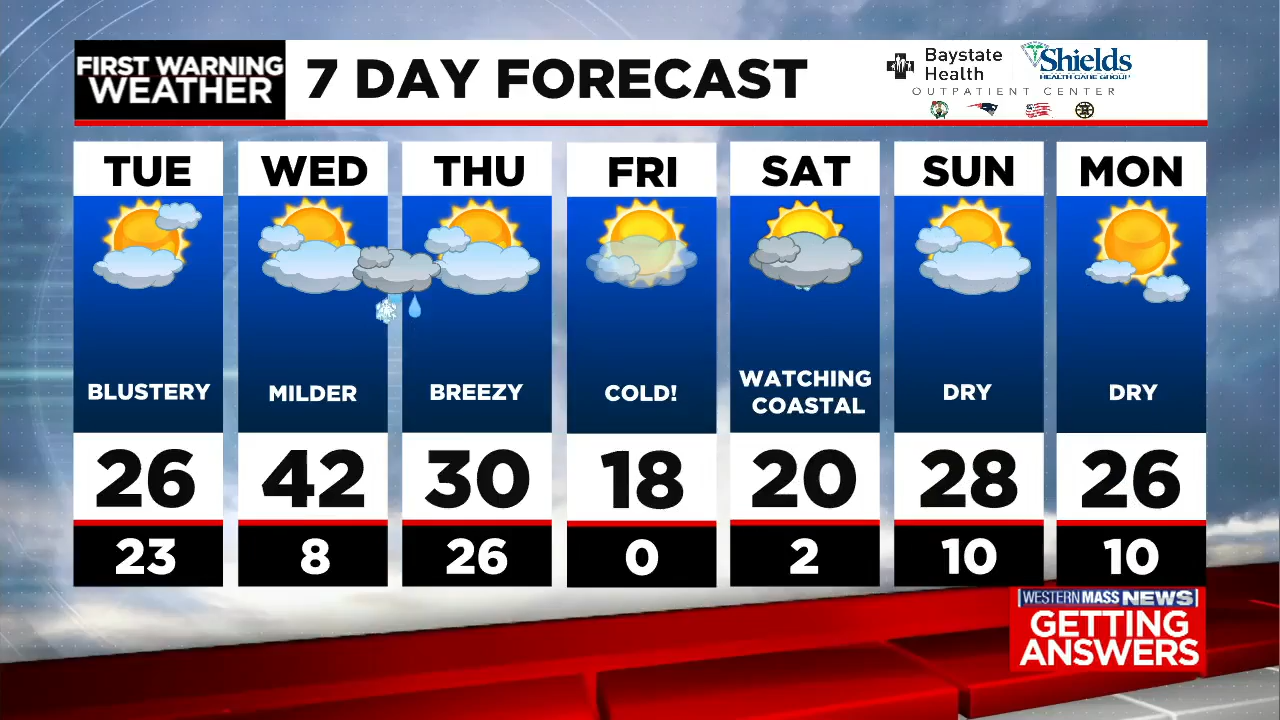 FIRST WARNING
WEATHER
7 DAY FORECAST
Baystate
Health
Shields
HEALTH CARE GROUP
OUTPATIENT CENTER
TUE
WED
THU
FRI
SAT
SUN
MON
BLUSTERY
MILDER
BREEZY
COLD!
WATCHING
COASTAL
DRY
DRY
26
42
30
18
20
28
26
23
8
26
0
2
10
10
WESTERN MASS NEWS
GETTING
ANSWERS